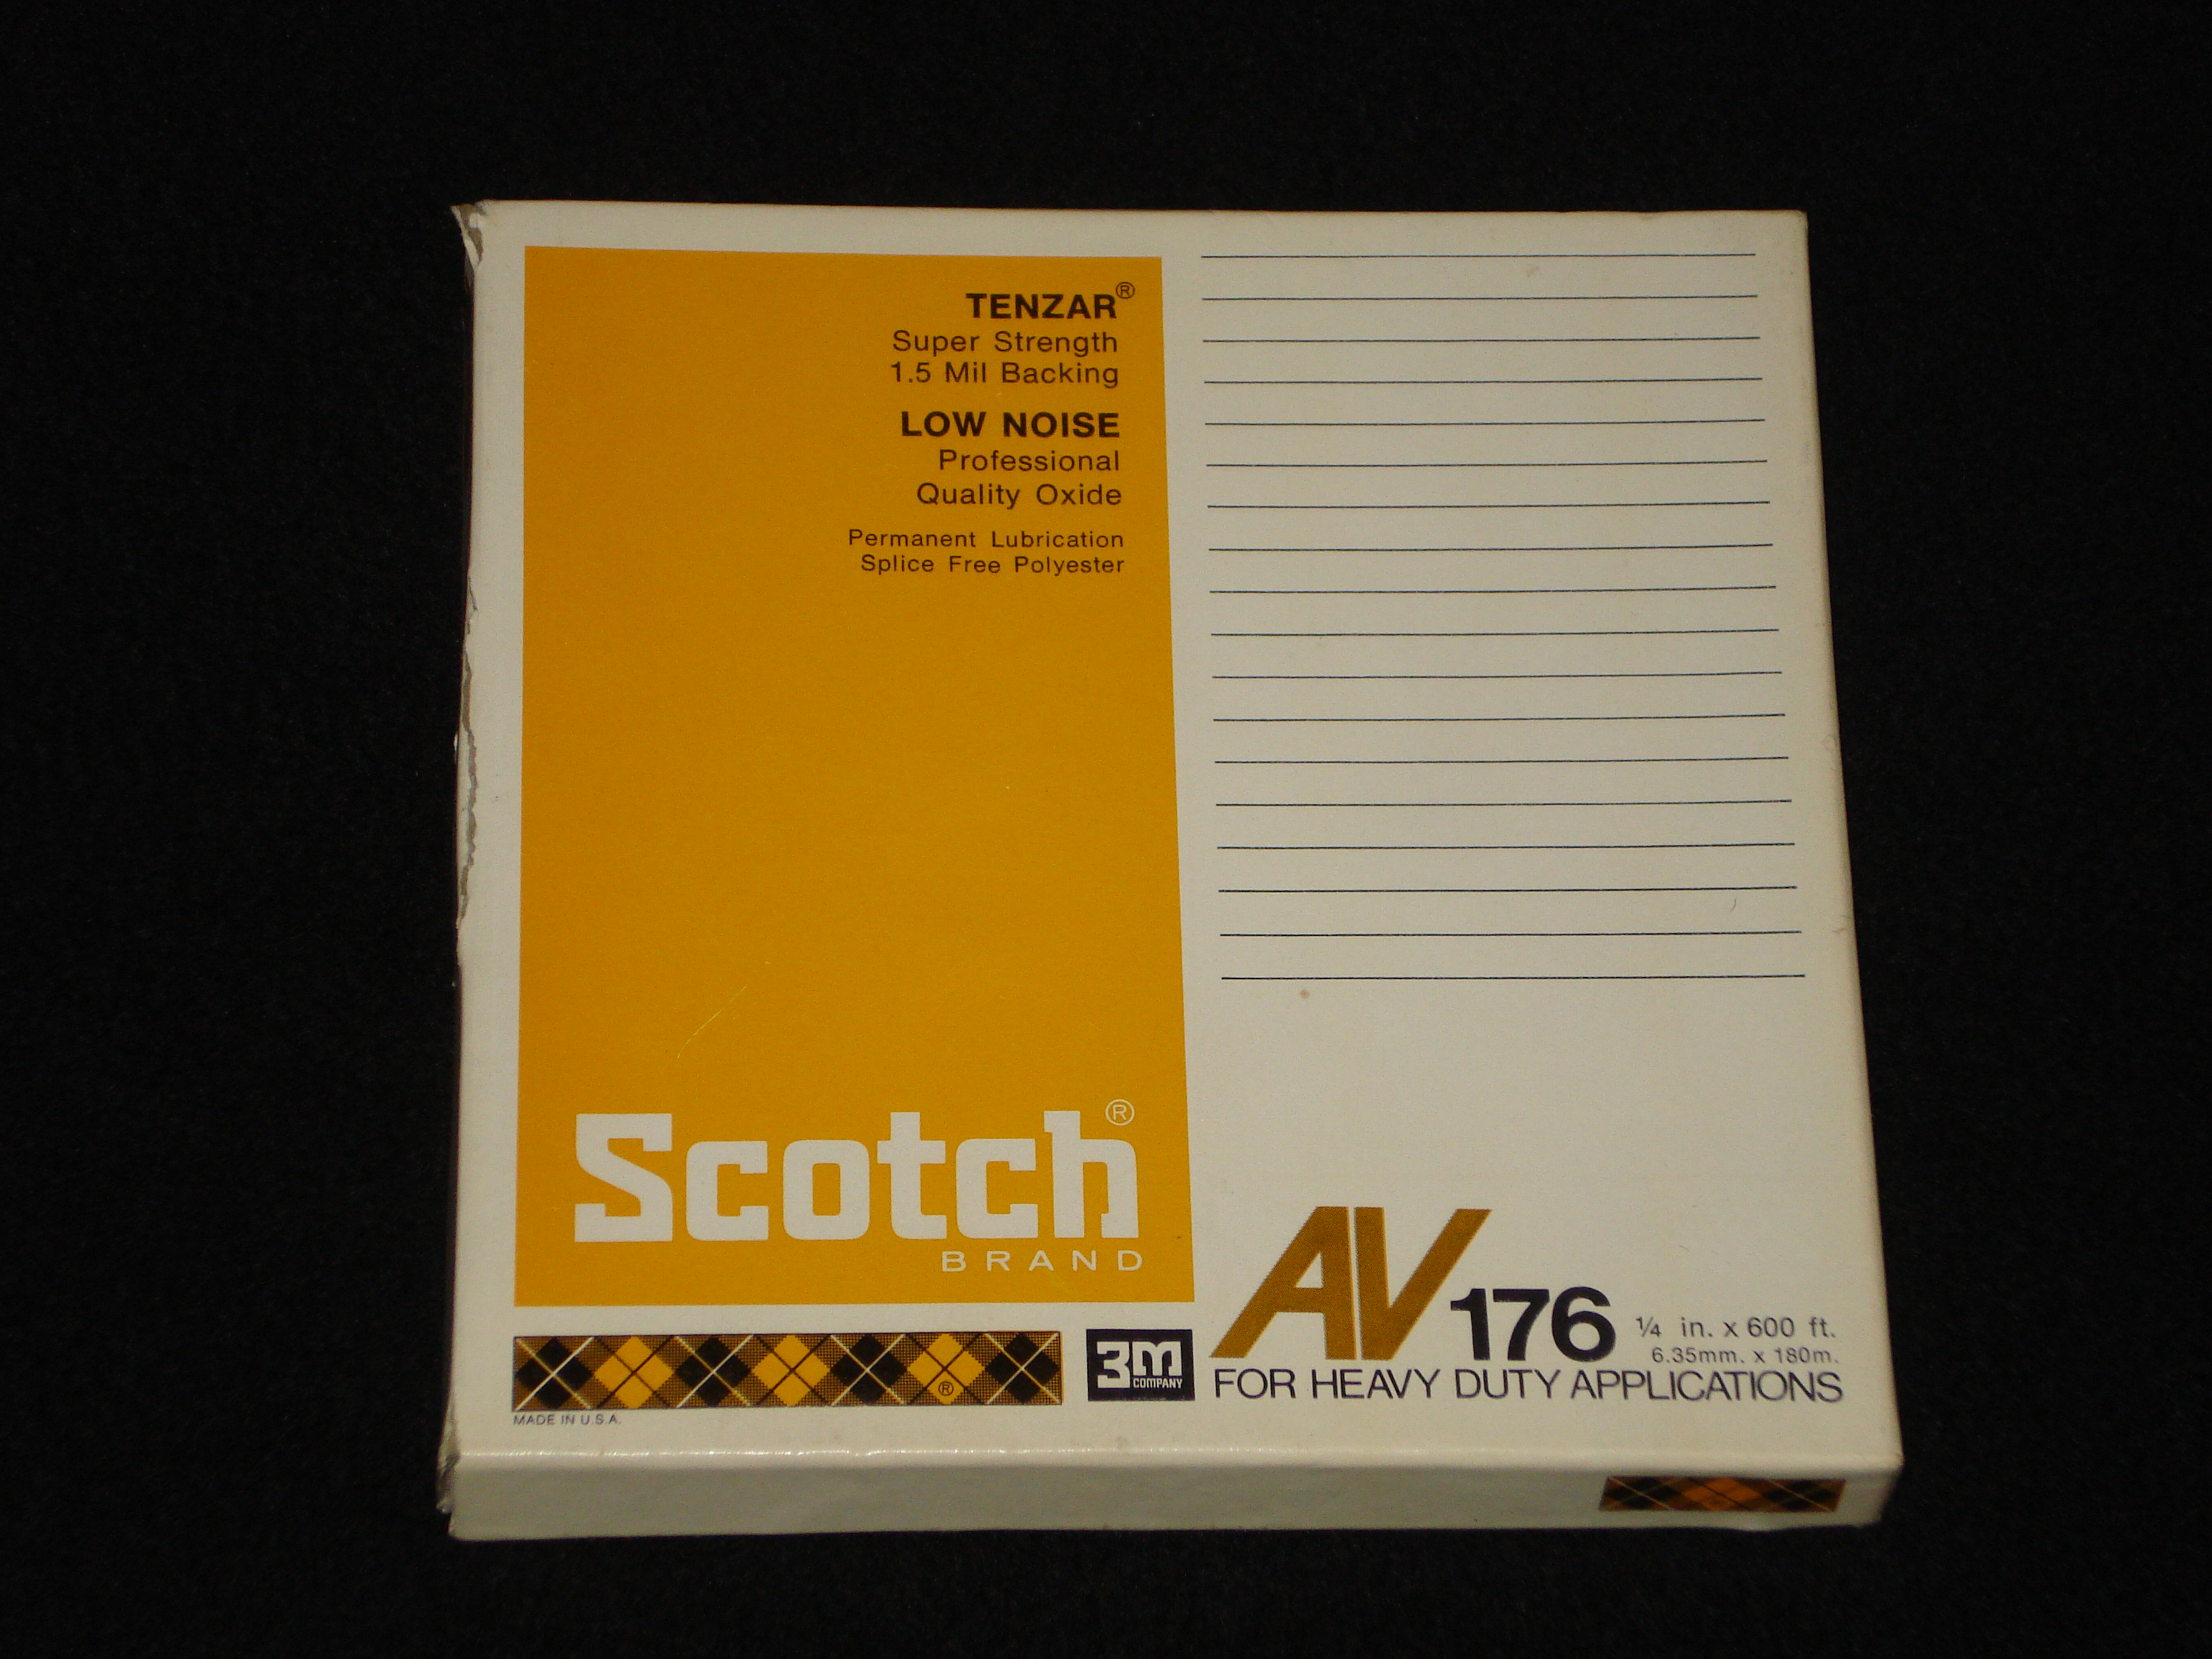 TENZAR®
Super Strength
1.5 Mil Backing
LOW NOISE
Professional
Quality Oxide
Permanent Lubrication
Splice Free Polyester
Scotch®
BRAND
®
MADE IN U.S.A.
3M
COMPANY
AV 176 ¼ in. x 600 ft.
6.35mm. x 180m.
FOR HEAVY DUTY APPLICATIONS